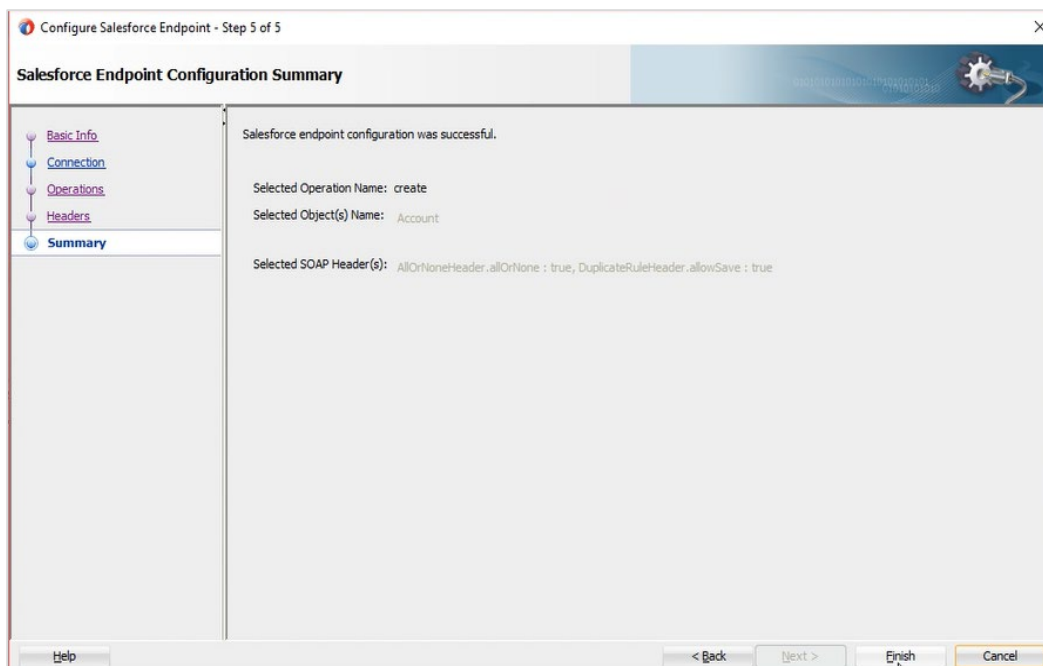 Configure Salesforce Endpoint - Step 5 of 5
Salesforce Endpoint Configuration Summary
Basic Info
Connection
Operations
Headers
Summary
Salesforce endpoint configuration was successful.
Selected Operation Name: create
Selected Object(s) Name: Account
Selected SOAP Header(s): AllOrNoneHeader.allOrNone : true, DuplicateRuleHeader.allowSave : true
Help
< Back
Next >
Finish
Cancel